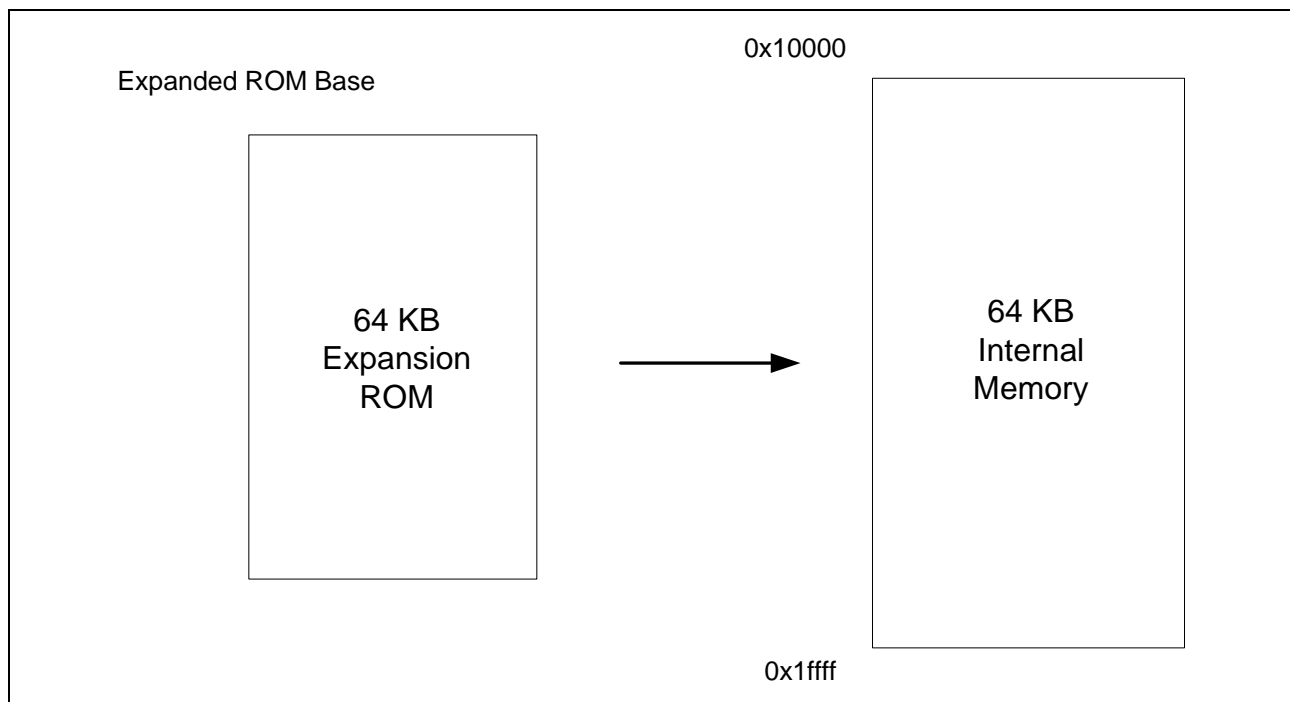 Expanded ROM Base
64 KB
Expansion
ROM
0x10000
64 KB
Internal
Memory
0x1ffff